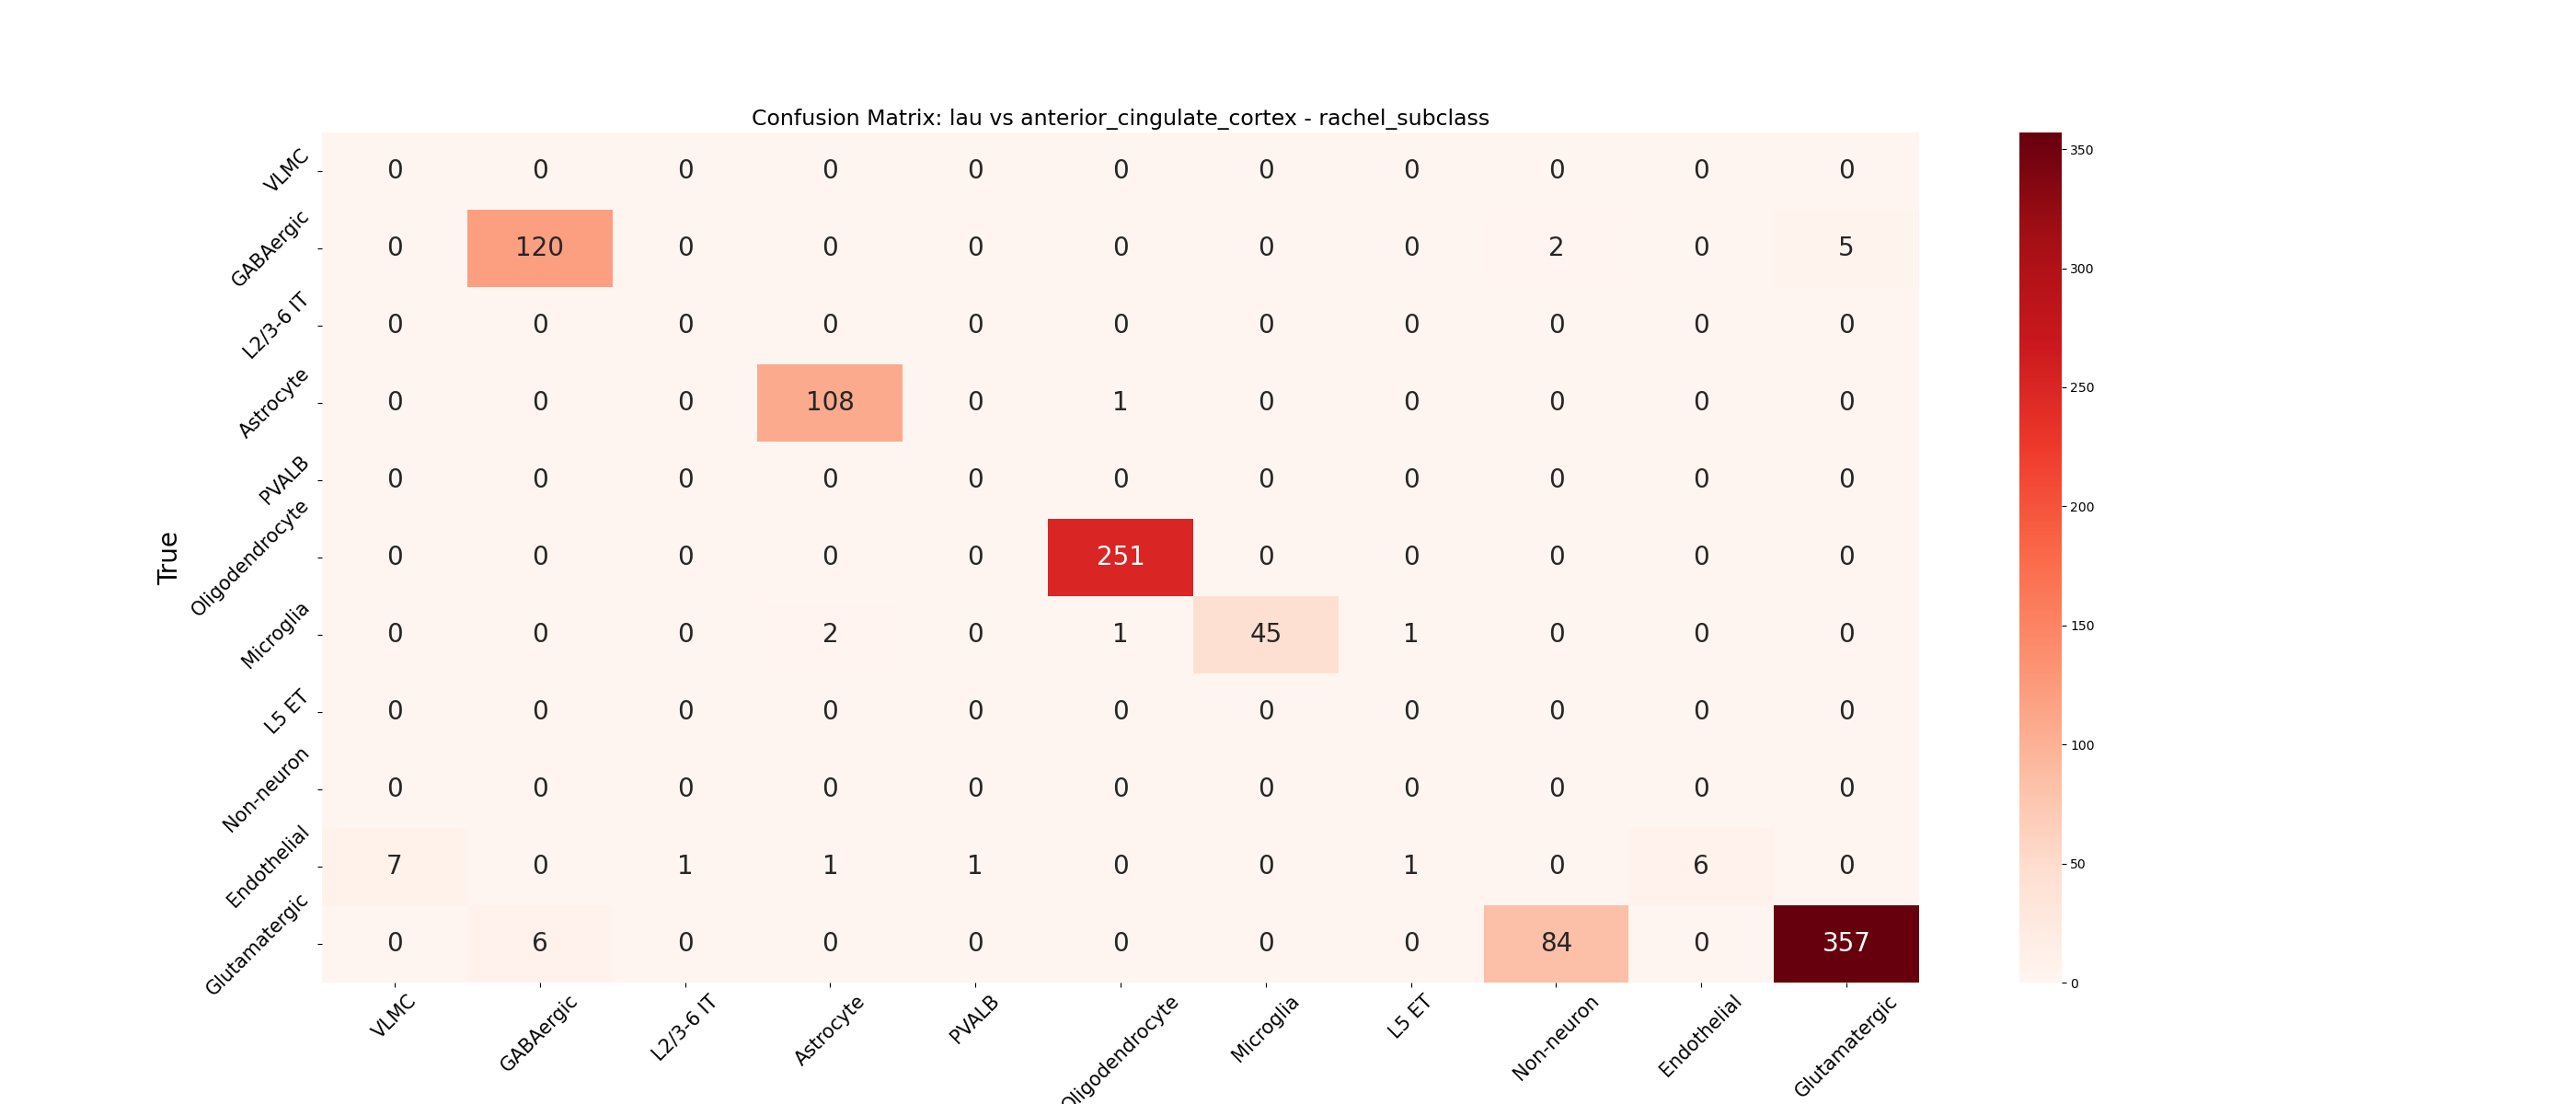 Confusion Matrix: lau vs anterior_cingulate_cortex - rachel_subclass
True
VLMC 0 0 0 0 0 0 0 0 0 0 0
GABAergic 0 120 0 0 0 0 0 0 2 0 5
L2/3-6 IT 0 0 0 0 0 0 0 0 0 0 0
Astrocyte 0 0 0 108 0 1 0 0 0 0 0
PVALB 0 0 0 0 0 0 0 0 0 0 0
Oligodendrocyte 0 0 0 0 0 251 0 0 0 0 0
Microglia 0 0 0 2 0 1 45 1 0 0 0
L5 ET 0 0 0 0 0 0 0 0 0 0 0
Non-neuron 0 0 0 0 0 0 0 0 0 0 0
Endothelial 7 0 1 1 1 0 0 1 0 6 0
Glutamatergic 0 6 0 0 0 0 0 0 84 0 357
VLMC GABAergic L2/3-6 IT Astrocyte PVALB Oligodendrocyte Microglia L5 ET Non-neuron Endothelial Glutamatergic
350
300
250
200
150
100
50
0